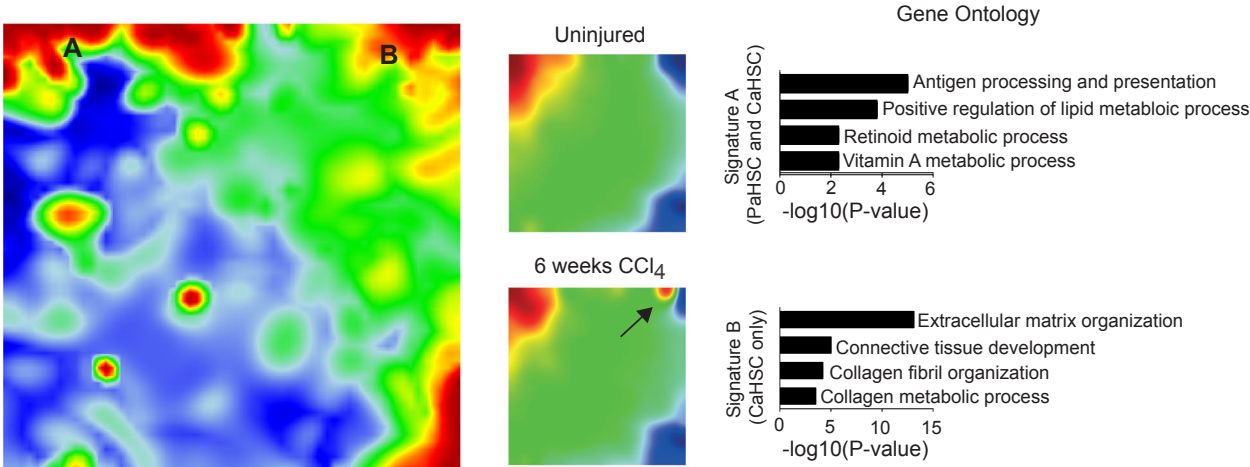 A
B
Uninjured
6 weeks CCl4
Gene Ontology
Signature A
(PaHSC and CaHSC)
Antigen processing and presentation
Positive regulation of lipid metabloic process
Retinoid metabolic process
Vitamin A metabolic process
0 2 4 6
-log10(P-value)
Signature B
(CaHSC only)
Extracellular matrix organization
Connective tissue development
Collagen fibril organization
Collagen metabolic process
0 5 10 15
-log10(P-value)